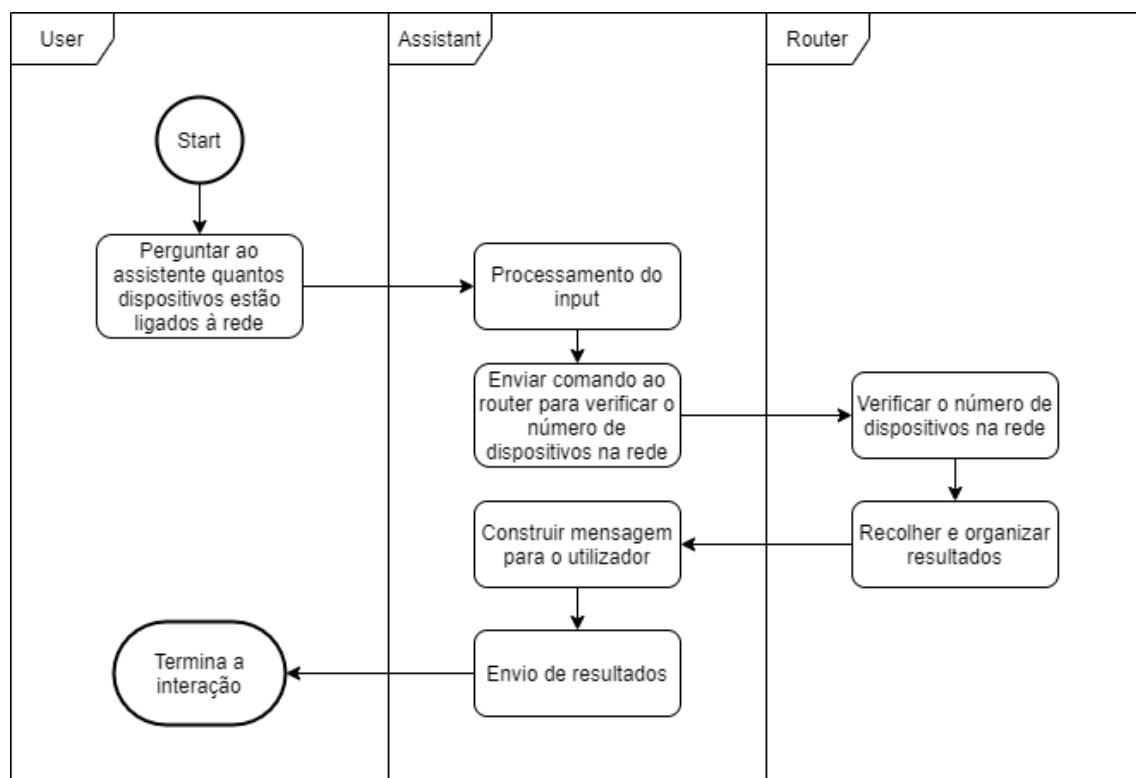 User
Assistant
Router
Start
Perguntar ao
assistente quantos
dispositivos estão
ligados à rede
Processamento do
input
Enviar comando ao
router para verificar o
número de
dispositivos na rede
Verificar o número de
dispositivos na rede
Recolher e organizar
resultados
Construir mensagem
para o utilizador
Envio de resultados
Termina a
interação